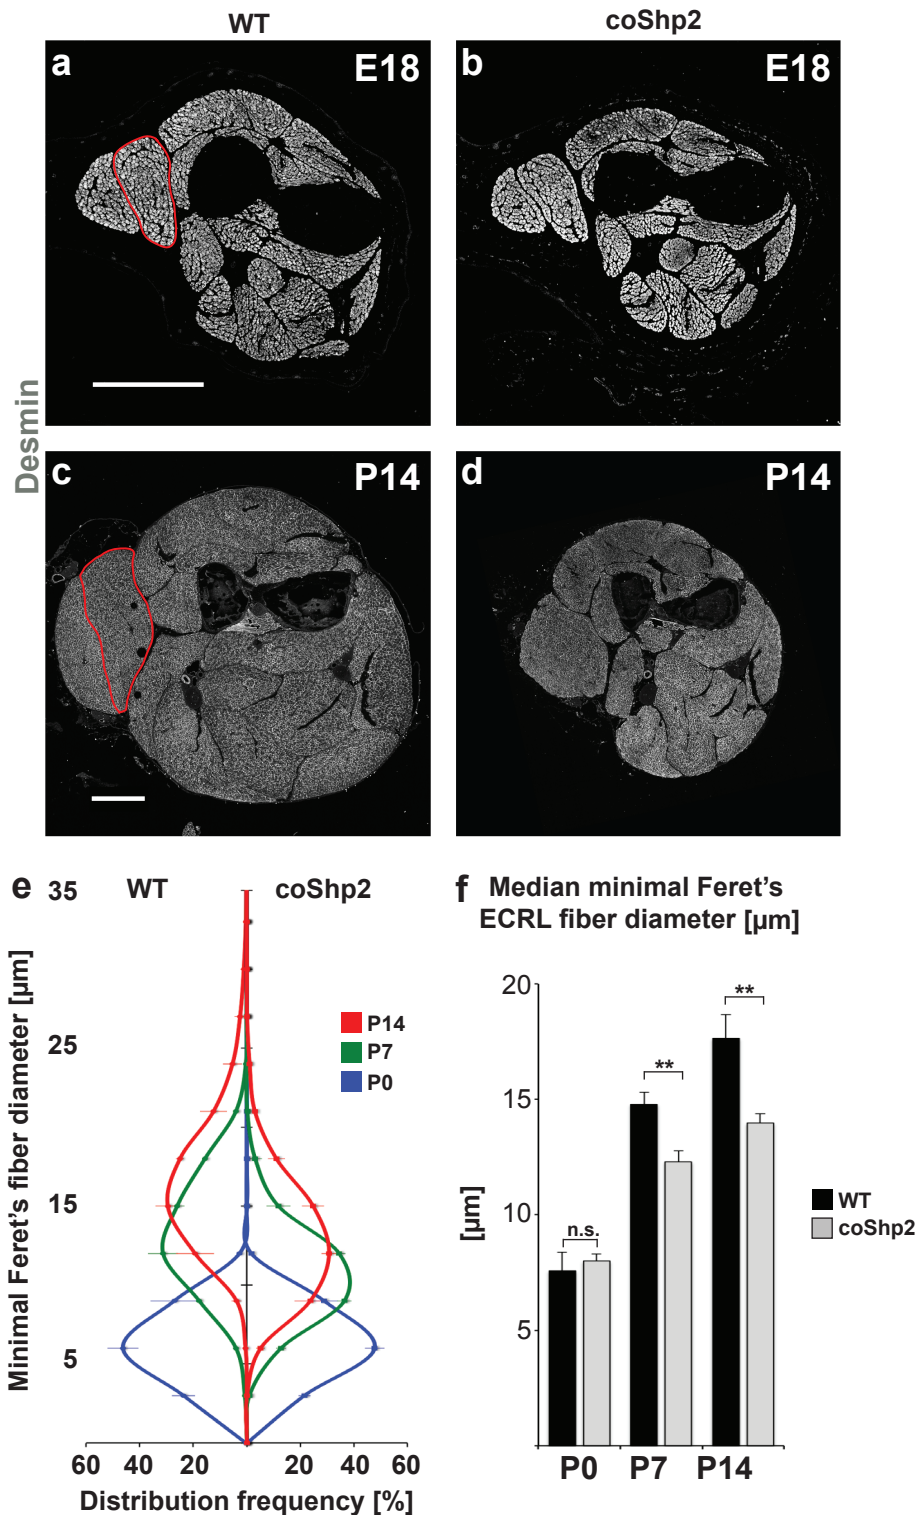 WT
coShp2
a
E18
b
E18
Desmin
c
P14
d
P14
e
WT
coShp2
35
25
15
5
Minimal Feret's fiber diameter [µm]
P14
P7
P0
60
40
20
20
40
60
Distribution frequency [%]
f
Median minimal Feret's
ECRL fiber diameter [µm]
20
15
10
5
[µm]
n.s.
**
**
WT
coShp2
P0
P7
P14